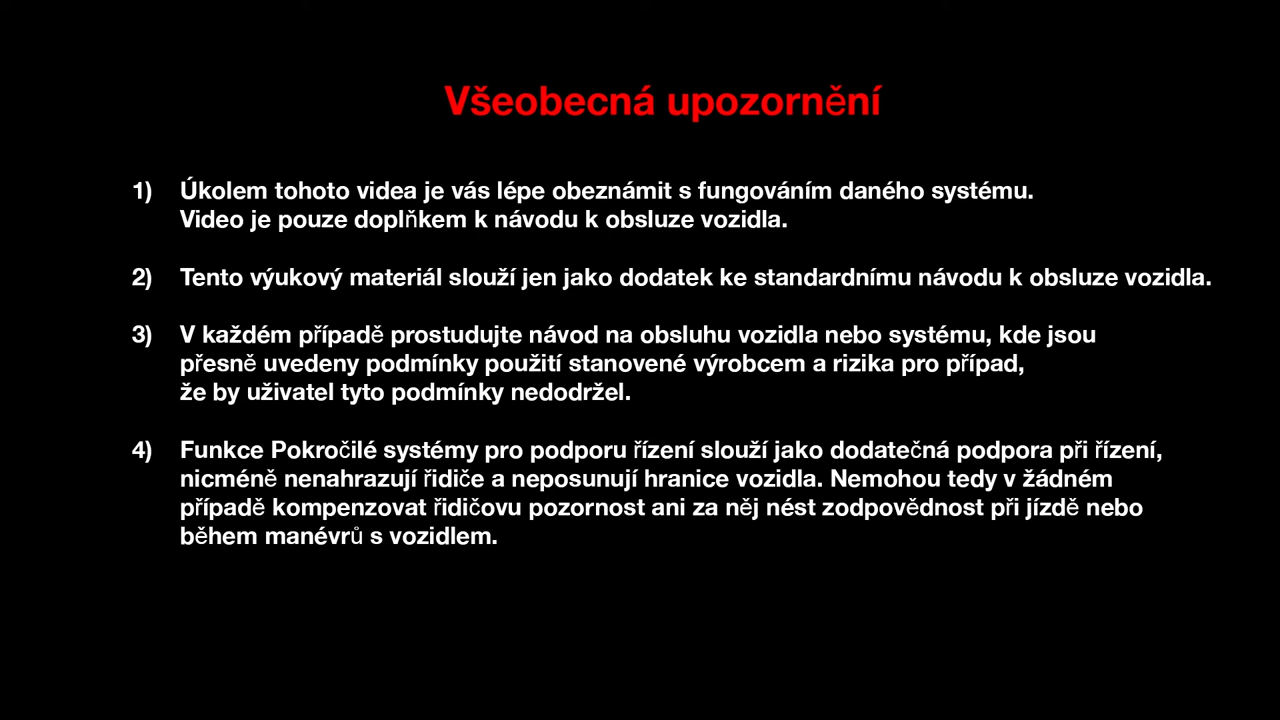 Všeobecná upozornění
1) Úkolem tohoto videa je vás lépe obeznámit s fungováním daného systému.
Video je pouze doplňkem k návodu k obsluze vozidla.
2) Tento výukový materiál slouží jen jako dodatek ke standardnímu návodu k obsluze vozidla.
3) V každém případě prostudujte návod na obsluhu vozidla nebo systému, kde jsou
přesně uvedeny podmínky použití stanovené výrobcem a rizika pro případ,
že by uživatel tyto podmínky nedodržel.
4) Funkce Pokročilé systémy pro podporu řízení slouží jako dodatečná podpora při řízení,
nicméně nenahrazují řidiče a neposunují hranice vozidla. Nemohou tedy v žádném
případě kompenzovat řidičovu pozornost ani za něj nést zodpovědnost při jízdě nebo
během manévrů s vozidlem.